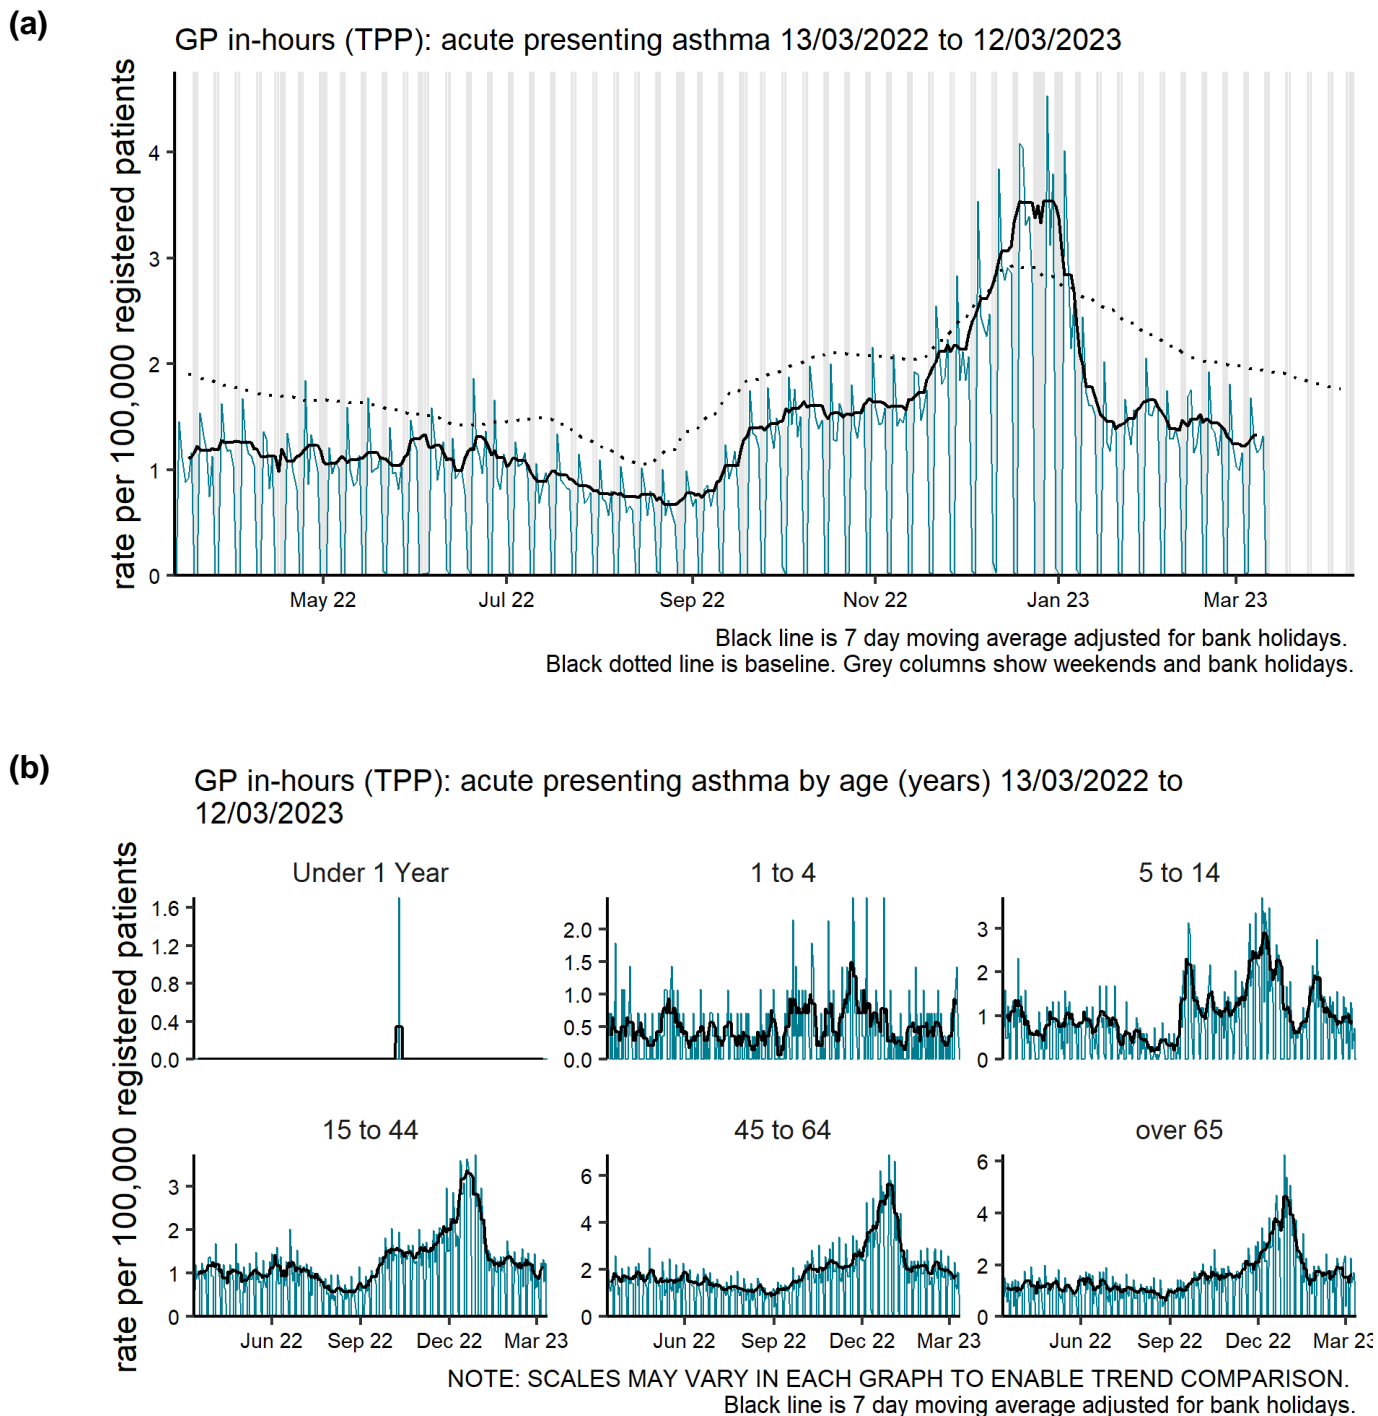 (a)
GP in-hours (TPP): acute presenting asthma 13/03/2022 to 12/03/2023
rate per 100,000 registered patients
4
3
2
1
0
May 22 Jul 22 Sep 22 Nov 22 Jan 23 Mar 23
Black line is 7 day moving average adjusted for bank holidays.
Black dotted line is baseline. Grey columns show weekends and bank holidays.
(b)
GP in-hours (TPP): acute presenting asthma by age (years) 13/03/2022 to
12/03/2023
rate per 100,000 registered patients
Under 1 Year
1.6
1.2
0.8
0.4
0.0
1 to 4
2.0
1.5
1.0
0.5
0.0
5 to 14
3
2
1
0
15 to 44
3
2
1
0
Jun 22 Sep 22 Dec 22 Mar 23
45 to 64
6
4
2
0
Jun 22 Sep 22 Dec 22 Mar 23
over 65
6
4
2
0
Jun 22 Sep 22 Dec 22 Mar 23
NOTE: SCALES MAY VARY IN EACH GRAPH TO ENABLE TREND COMPARISON.
Black line is 7 day moving average adjusted for bank holidays.